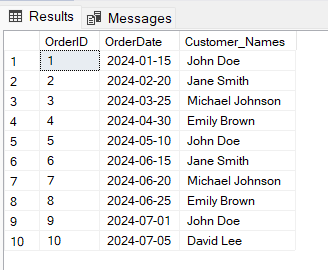 Results Messages
OrderID OrderDate Customer_Names
1 1 2024-01-15 John Doe
2 2 2024-02-20 Jane Smith
3 3 2024-03-25 Michael Johnson
4 4 2024-04-30 Emily Brown
5 5 2024-05-10 John Doe
6 6 2024-06-15 Jane Smith
7 7 2024-06-20 Michael Johnson
8 8 2024-06-25 Emily Brown
9 9 2024-07-01 John Doe
10 10 2024-07-05 David Lee